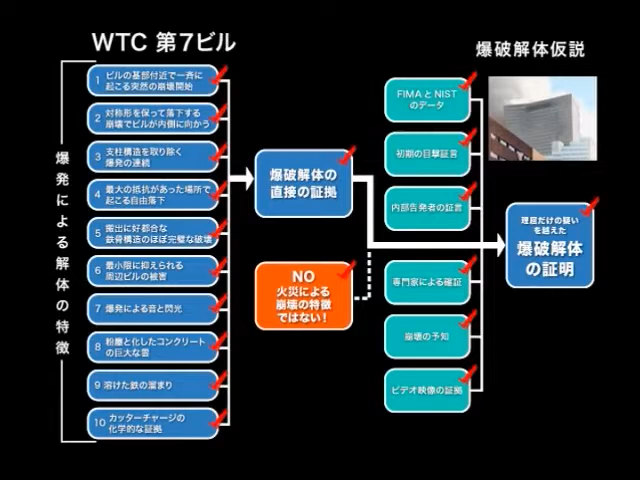 WTC 第7ビル
爆発による解体の特徴
1 ビルの基部付近で一斉に
起こる突然の崩壊開始
2 対称形を保って落下する
崩壊でビルが内側に向かう
3 支柱構造を取り除く
爆発の連続
4 最大の抵抗があった場所で
起こる自由落下
5 搬出に好都合な
鉄骨構造のほぼ完璧な破壊
6 最小限に抑えられる
周辺ビルの被害
7 爆発による音と閃光
8 粉塵と化したコンクリート
の巨大な雲
9 溶けた鉄の溜まり
10 カッターチャージの
化学的な証拠
爆破解体の
直接の証拠
NO
火災による
崩壊の特徴
ではない!
爆破解体仮説
FIMAとNIST
のデータ
初期の目撃証言
内部告発者の証言
専門家による確証
崩壊の予知
ビデオ映像の証拠
理屈だけの疑い
を越えた
爆破解体
の証明